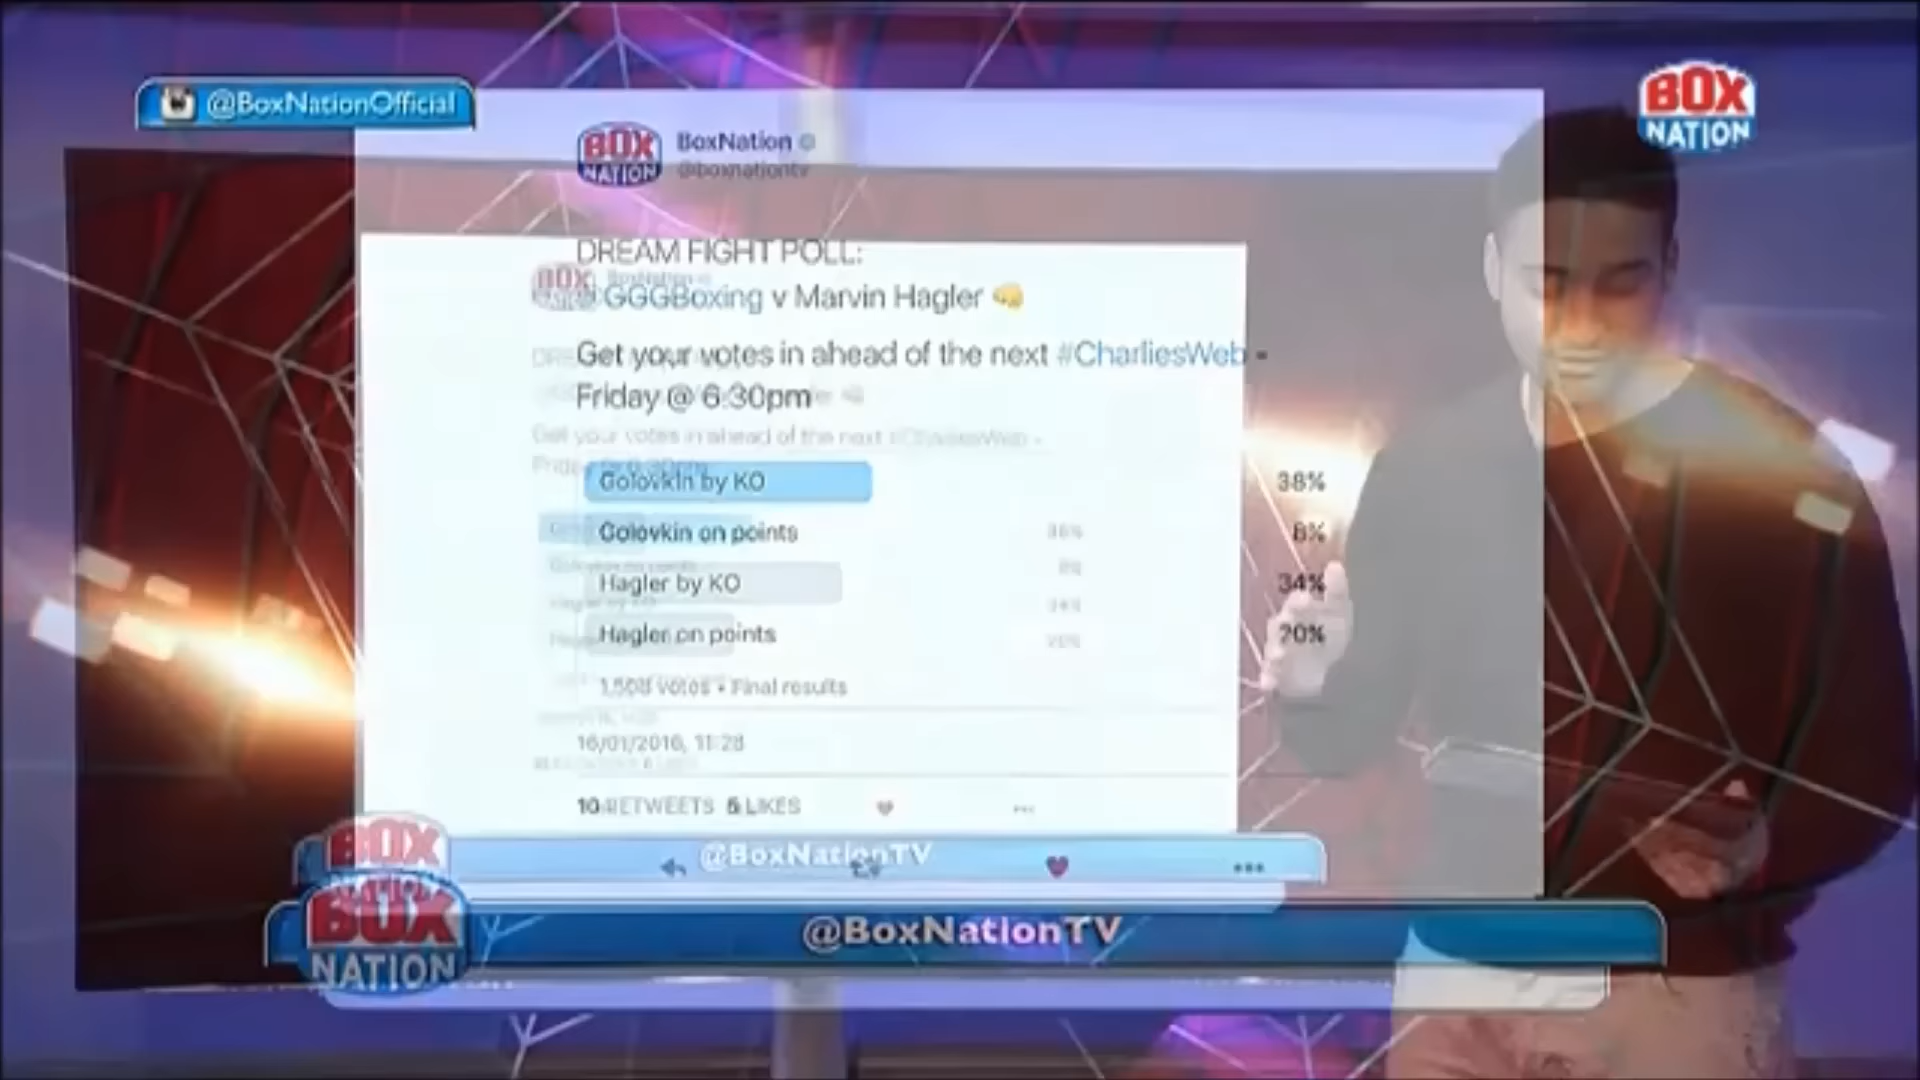 @BoxNationOfficial
BOX
NATION
BOX
NATION
BoxNation
@boxnationtv
DREAM FIGHT POLL:
@GGGBoxing v Marvin Hagler 👊
Get your votes in ahead of the next #CharliesWeb -
Friday @ 6:30pm
Golovkin by KO 38%
Golovkin on points 8%
Hagler by KO 34%
Hagler on points 20%
1,508 votes • Final results
16/01/2016, 11:28
10 RETWEETS 5 LIKES
BOX
@BoxNationTV
BOX
NATION
@BoxNationTV